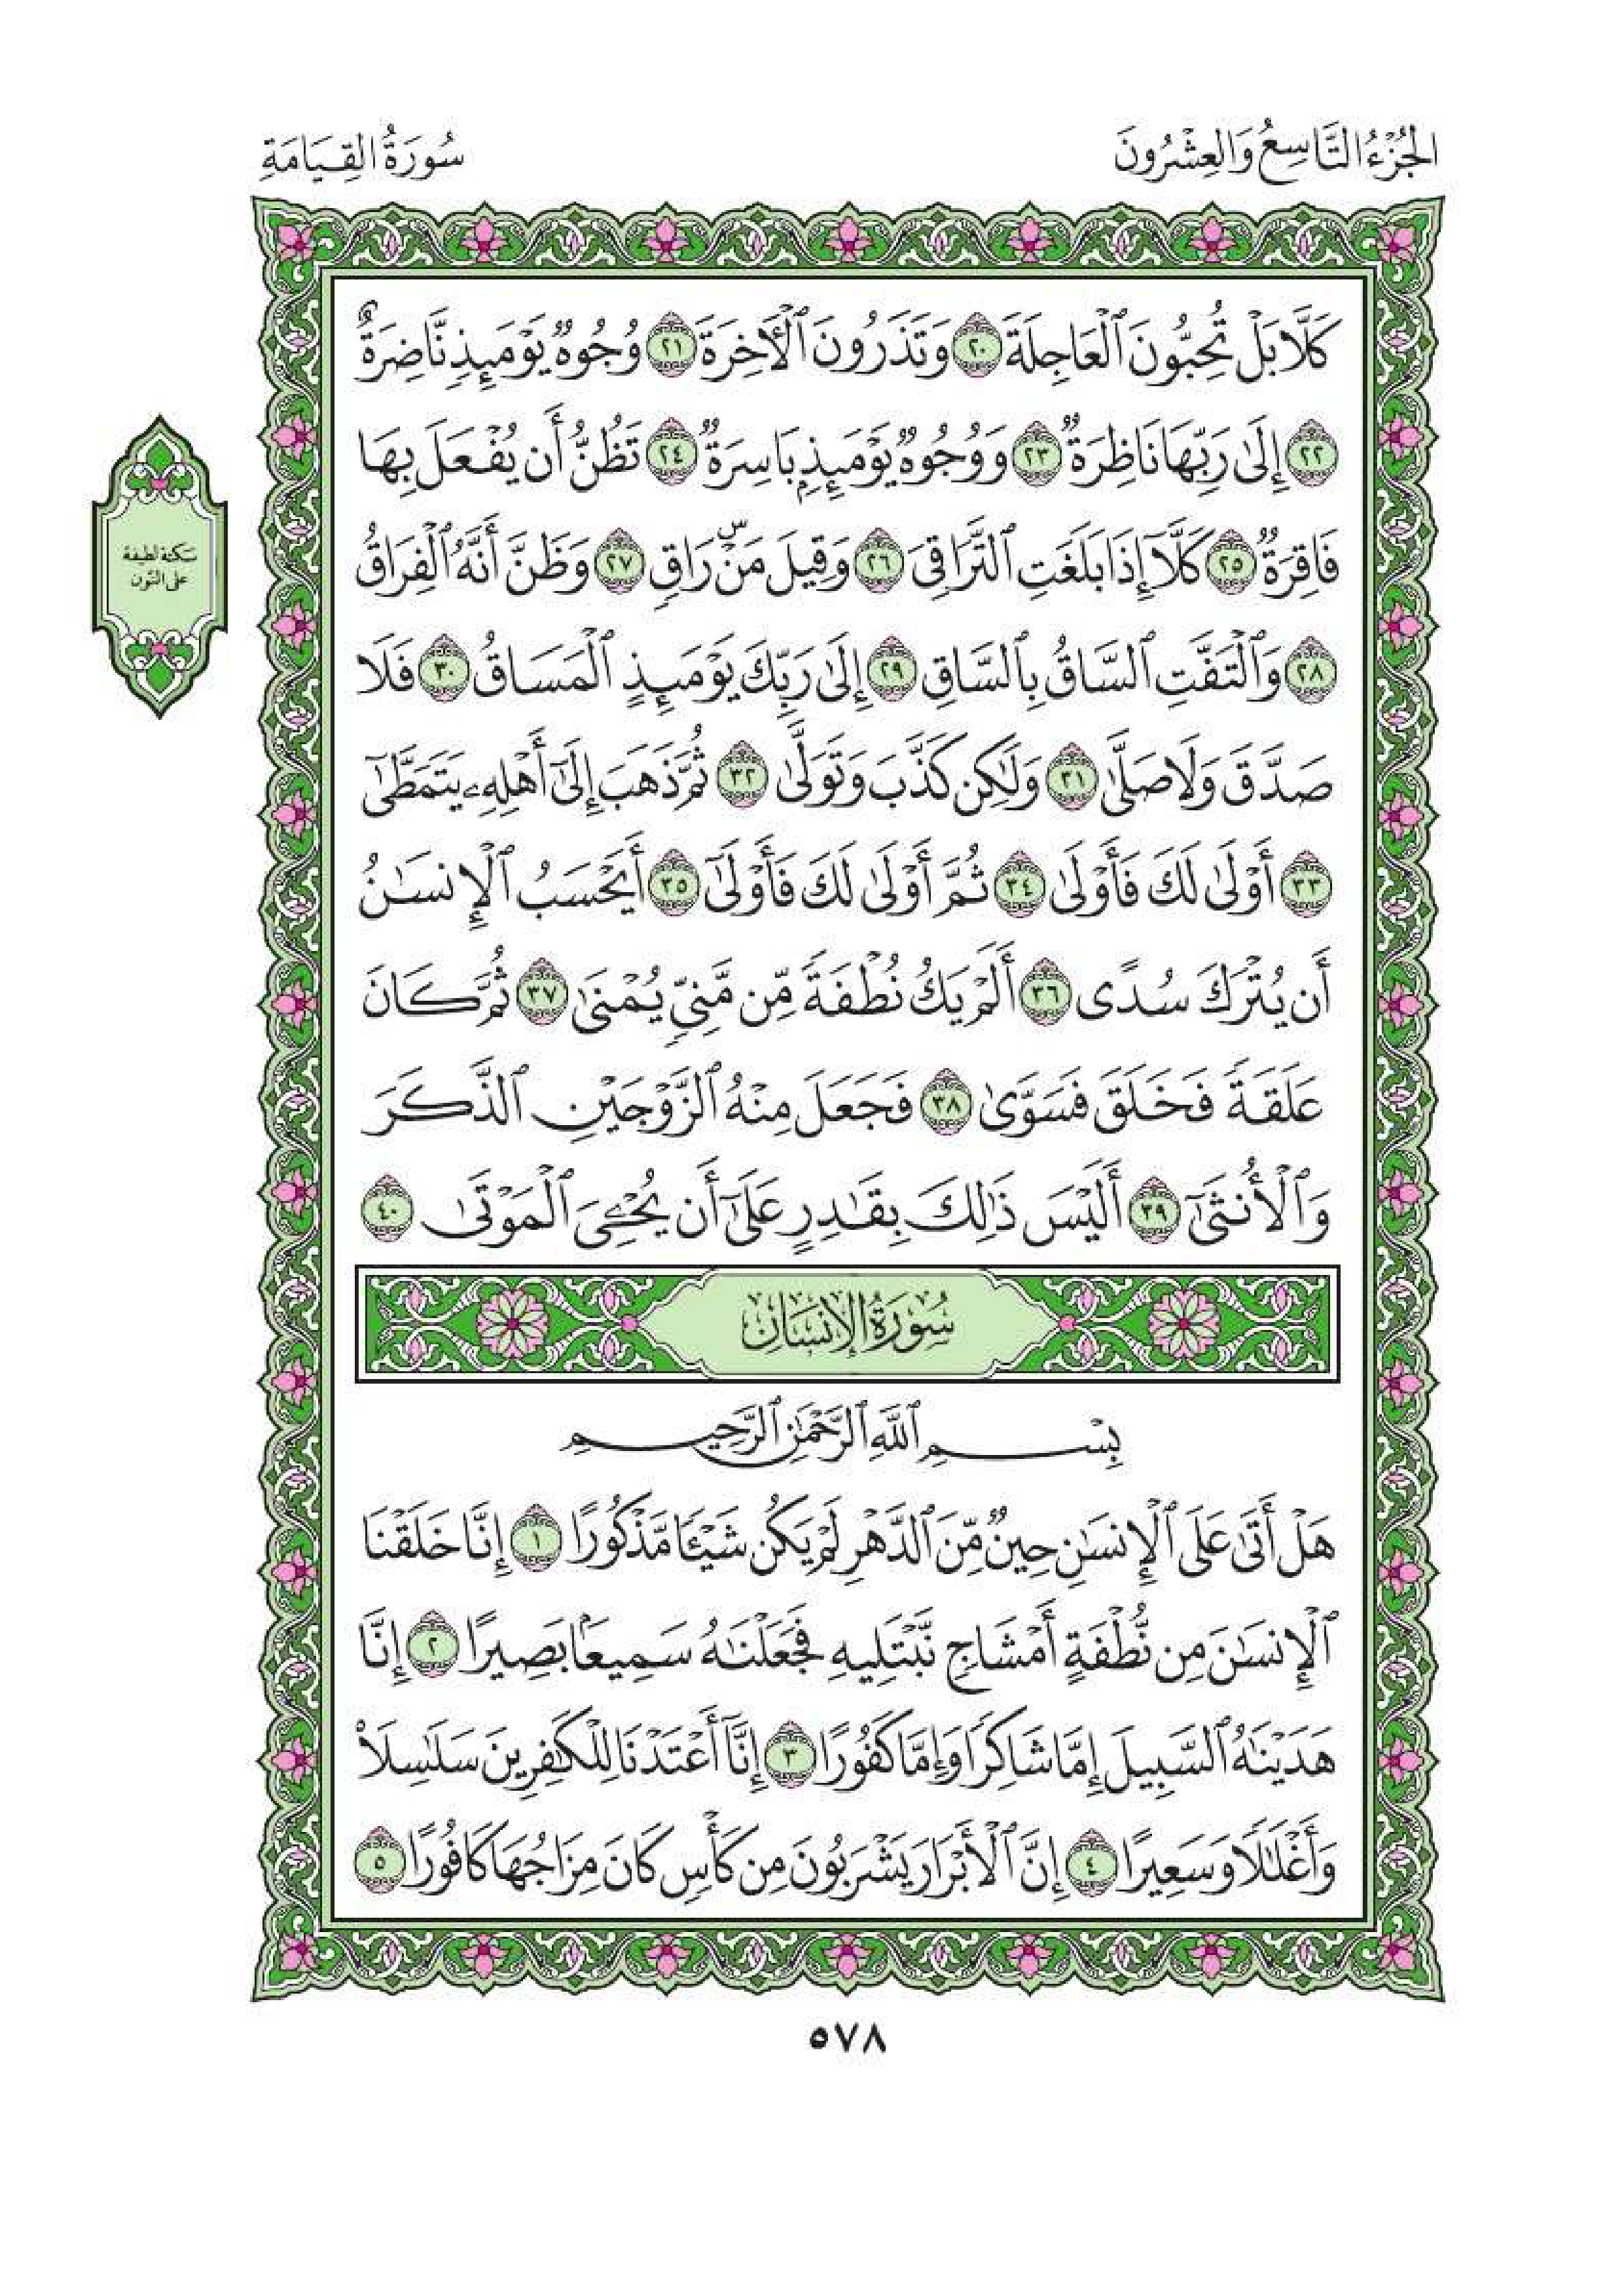 الجُزْءُ التَّاسِعُ وَالعِشْرُونَ
سُورَةُ القِيَامَةِ
كَلَّا بَلْ تُحِبُّونَ ٱلْعَاجِلَةَ ٢٠ وَتَذَرُونَ ٱلْأٓخِرَةَ ٢١ وُجُوهٌ يَوْمَئِذٍ نَّاضِرَةٌ
٢٢ إِلَىٰ رَبِّهَا نَاظِرَةٌ ٢٣ وَوُجُوهٌ يَوْمَئِذٍۭ بَاسِرَةٌ ٢٤ تَظُنُّ أَن يُفْعَلَ بِهَا
فَاقِرَةٌ ٢٥ كَلَّآ إِذَا بَلَغَتِ ٱلتَّرَاقِىَ ٢٦ وَقِيلَ مَنْۜ رَاقٍ ٢٧ وَظَنَّ أَنَّهُ ٱلْفِرَاقُ
٢٨ وَٱلْتَفَّتِ ٱلسَّاقُ بِٱلسَّاقِ ٢٩ إِلَىٰ رَبِّكَ يَوْمَئِذٍ ٱلْمَسَاقُ ٣٠ فَلَا
صَدَّقَ وَلَا صَلَّىٰ ٣١ وَلَٰكِن كَذَّبَ وَتَوَلَّىٰ ٣٢ ثُمَّ ذَهَبَ إِلَىٰٓ أَهْلِهِۦ يَتَمَطَّىٰٓ
٣٣ أَوْلَىٰ لَكَ فَأَوْلَىٰ ٣٤ ثُمَّ أَوْلَىٰ لَكَ فَأَوْلَىٰٓ ٣٥ أَيَحْسَبُ ٱلْإِنسَٰنُ
أَن يُتْرَكَ سُدًى ٣٦ أَلَمْ يَكُ نُطْفَةً مِّن مَّنِىٍّ يُمْنَىٰ ٣٧ ثُمَّ كَانَ
عَلَقَةً فَخَلَقَ فَسَوَّىٰ ٣٨ فَجَعَلَ مِنْهُ ٱلزَّوْجَيْنِ ٱلذَّكَرَ
وَٱلْأُنثَىٰٓ ٣٩ أَلَيْسَ ذَٰلِكَ بِقَٰدِرٍ عَلَىٰٓ أَن يُحْـِۧىَ ٱلْمَوْتَىٰ ٤٠
سُورَةُ الإِنسَانِ
بِسْمِ ٱللَّهِ ٱلرَّحْمَٰنِ ٱلرَّحِيمِ
هَلْ أَتَىٰ عَلَى ٱلْإِنسَٰنِ حِينٌ مِّنَ ٱلدَّهْرِ لَمْ يَكُن شَيْـًٔا مَّذْكُورًا ١ إِنَّا خَلَقْنَا
ٱلْإِنسَٰنَ مِن نُّطْفَةٍ أَمْشَاجٍ نَّبْتَلِيهِ فَجَعَلْنَٰهُ سَمِيعًۢا بَصِيرًا ٢ إِنَّا
هَدَيْنَٰهُ ٱلسَّبِيلَ إِمَّا شَاكِرًا وَإِمَّا كَفُورًا ٣ إِنَّآ أَعْتَدْنَا لِلْكَٰفِرِينَ سَلَٰسِلَا۟
وَأَغْلَٰلًا وَسَعِيرًا ٤ إِنَّ ٱلْأَبْرَارَ يَشْرَبُونَ مِن كَأْسٍ كَانَ مِزَاجُهَا كَافُورًا ٥
سكتة لطيفة
على النون
٥٧٨